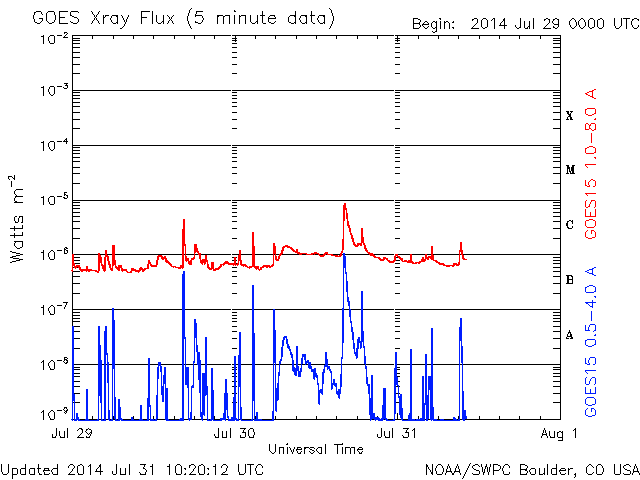 GOES Xray Flux (5 minute data)
Begin: 2014 Jul 29 0000 UTC
10⁻²
10⁻³
10⁻⁴
10⁻⁵
10⁻⁶
10⁻⁷
10⁻⁸
10⁻⁹
Watts m⁻²
X
M
C
B
A
GOES15 1.0-8.0 A
GOES15 0.5-4.0 A
Jul 29
Jul 30
Jul 31
Aug 1
Universal Time
Updated 2014 Jul 31 10:20:12 UTC
NOAA/SWPC Boulder, CO USA